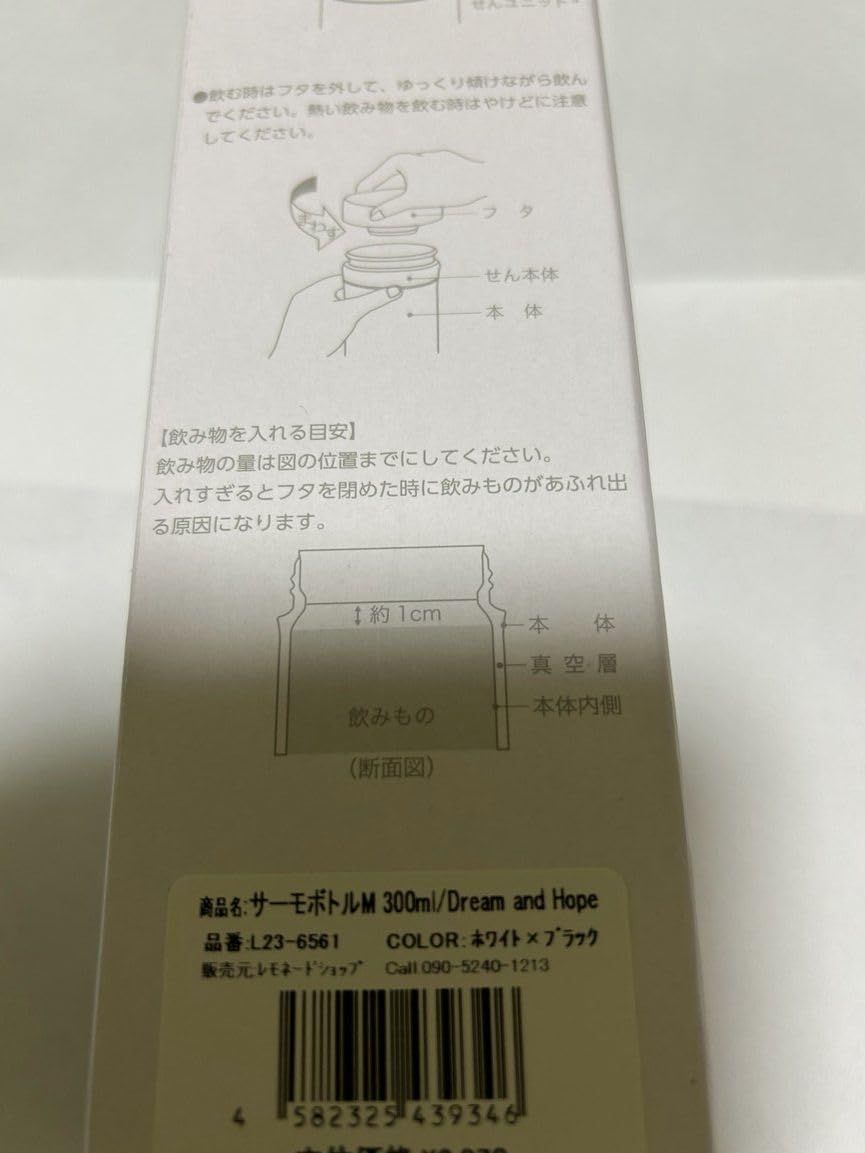 せんユニット
●飲む時はフタを外して、ゆっくり傾けながら飲ん
でください。熱い飲み物を飲む時はやけどに注意
してください。
まわす
フタ
せん本体
本体
【飲み物を入れる目安】
飲み物の量は図の位置までにしてください。
入れすぎるとフタを閉めた時に飲みものがあふれ出
る原因になります。
約1cm
本体
真空層
本体内側
飲みもの
(断面図)
商品名:サーモボトルM 300ml/Dream and Hope
品番:L23-6561 COLOR:ホワイト×ブラック
販売元:レモネードショップ Call.090-5240-1213
4 582325 439346